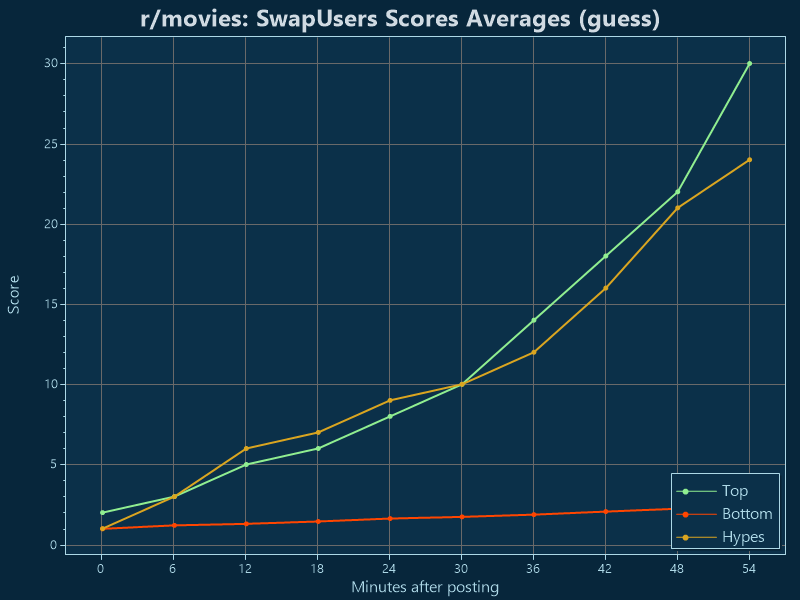 r/movies: SwapUsers Scores Averages (guess)
30
25
20
15
10
5
0
Score
0 6 12 18 24 30 36 42 48 54
Minutes after posting
Top
Bottom
Hypes